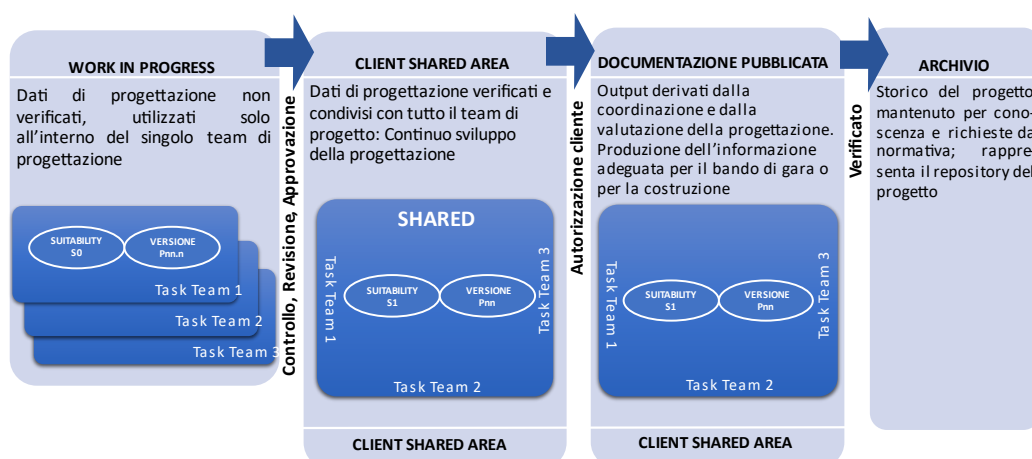 WORK IN PROGRESS
Dati di progettazione non
verificati, utilizzati solo
all'interno del singolo team di
progettazione
SUITABILITY
S0
VERSIONE
Pnn.n
Task Team 1
Task Team 2
Task Team 3
Controllo, Revisione, Approvazione
CLIENT SHARED AREA
Dati di progettazione verificati e
condivisi con tutto il team di
progetto: Continuo sviluppo
della progettazione
SHARED
Task Team 1
SUITABILITY
S1
VERSIONE
Pnn
Task Team 3
Task Team 2
CLIENT SHARED AREA
Autorizzazione cliente
DOCUMENTAZIONE PUBBLICATA
Output derivati dalla
coordinazione e dalla
valutazione della progettazione.
Produzione dell'informazione
adeguata per il bando di gara o
per la costruzione
Task Team 1
SUITABILITY
S1
VERSIONE
Pnn
Task Team 3
Task Team 2
CLIENT SHARED AREA
Verificato
ARCHIVIO
Storico del progetto
mantenuto per cono-
scenza e richieste da
normativa; rappre-
senta il repository del
progetto